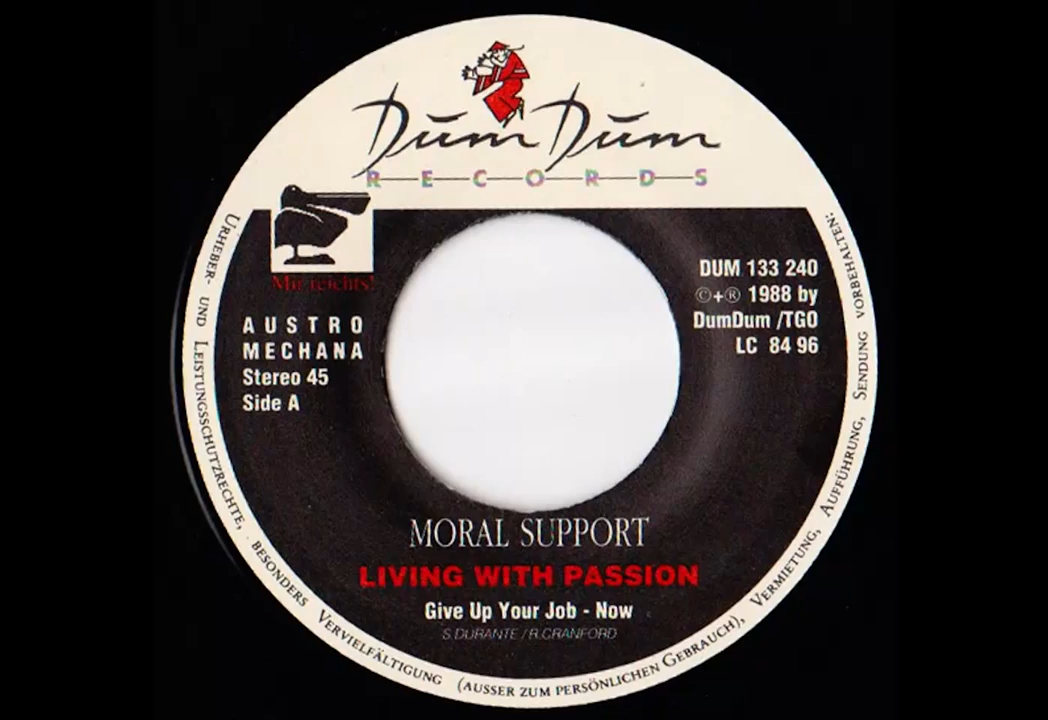 Dum Dum
RECORDS
Mir reichts!
AUSTRO
MECHANA
Stereo 45
Side A
DUM 133 240
©+® 1988 by
DumDum /TGO
LC 84 96
MORAL SUPPORT
LIVING WITH PASSION
Give Up Your Job - Now
S.DURANTE / R.CRANFORD
URHEBER- UND LEISTUNGSSCHUTZRECHTE, BESONDERS VERVIELFÄLTIGUNG (AUSSER ZUM PERSÖNLICHEN GEBRAUCH), VERMIETUNG, AUFFÜHRUNG, SENDUNG VORBEHALTEN: